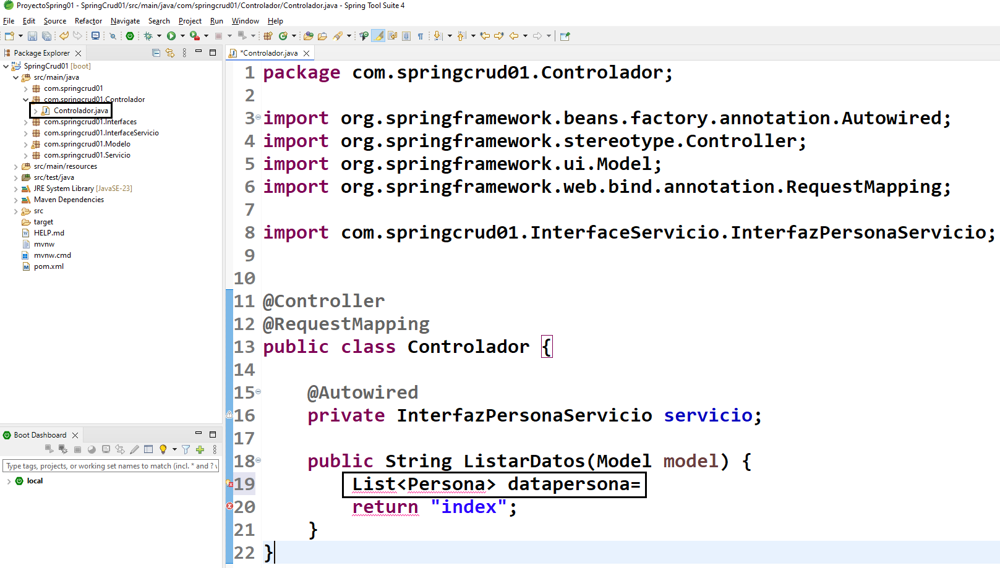 ProyectoSpring01 - SpringCrud01/src/main/java/com/springcrud01/Controlador/Controlador.java - Spring Tool Suite 4
File Edit Source Refactor Navigate Search Project Run Window Help
Package Explorer
SpringCrud01 [boot]
src/main/java
com.springcrud01
com.springcrud01.Controlador
Controlador.java
com.springcrud01.Interfaces
com.springcrud01.InterfaceServicio
com.springcrud01.Modelo
com.springcrud01.Servicio
src/main/resources
src/test/java
JRE System Library [JavaSE-23]
Maven Dependencies
src
target
HELP.md
mvnw
mvnw.cmd
pom.xml
Boot Dashboard
Type tags, projects, or working set names to match (incl. * and ?
local
*Controlador.java
1 package com.springcrud01.Controlador;
2
3 import org.springframework.beans.factory.annotation.Autowired;
4 import org.springframework.stereotype.Controller;
5 import org.springframework.ui.Model;
6 import org.springframework.web.bind.annotation.RequestMapping;
7
8 import com.springcrud01.InterfaceServicio.InterfazPersonaServicio;
9
10
11 @Controller
12 @RequestMapping
13 public class Controlador {
14
15 @Autowired
16 private InterfazPersonaServicio servicio;
17
18 public String ListarDatos(Model model) {
19 List<Persona> datapersona=
20 return "index";
21 }
22 }